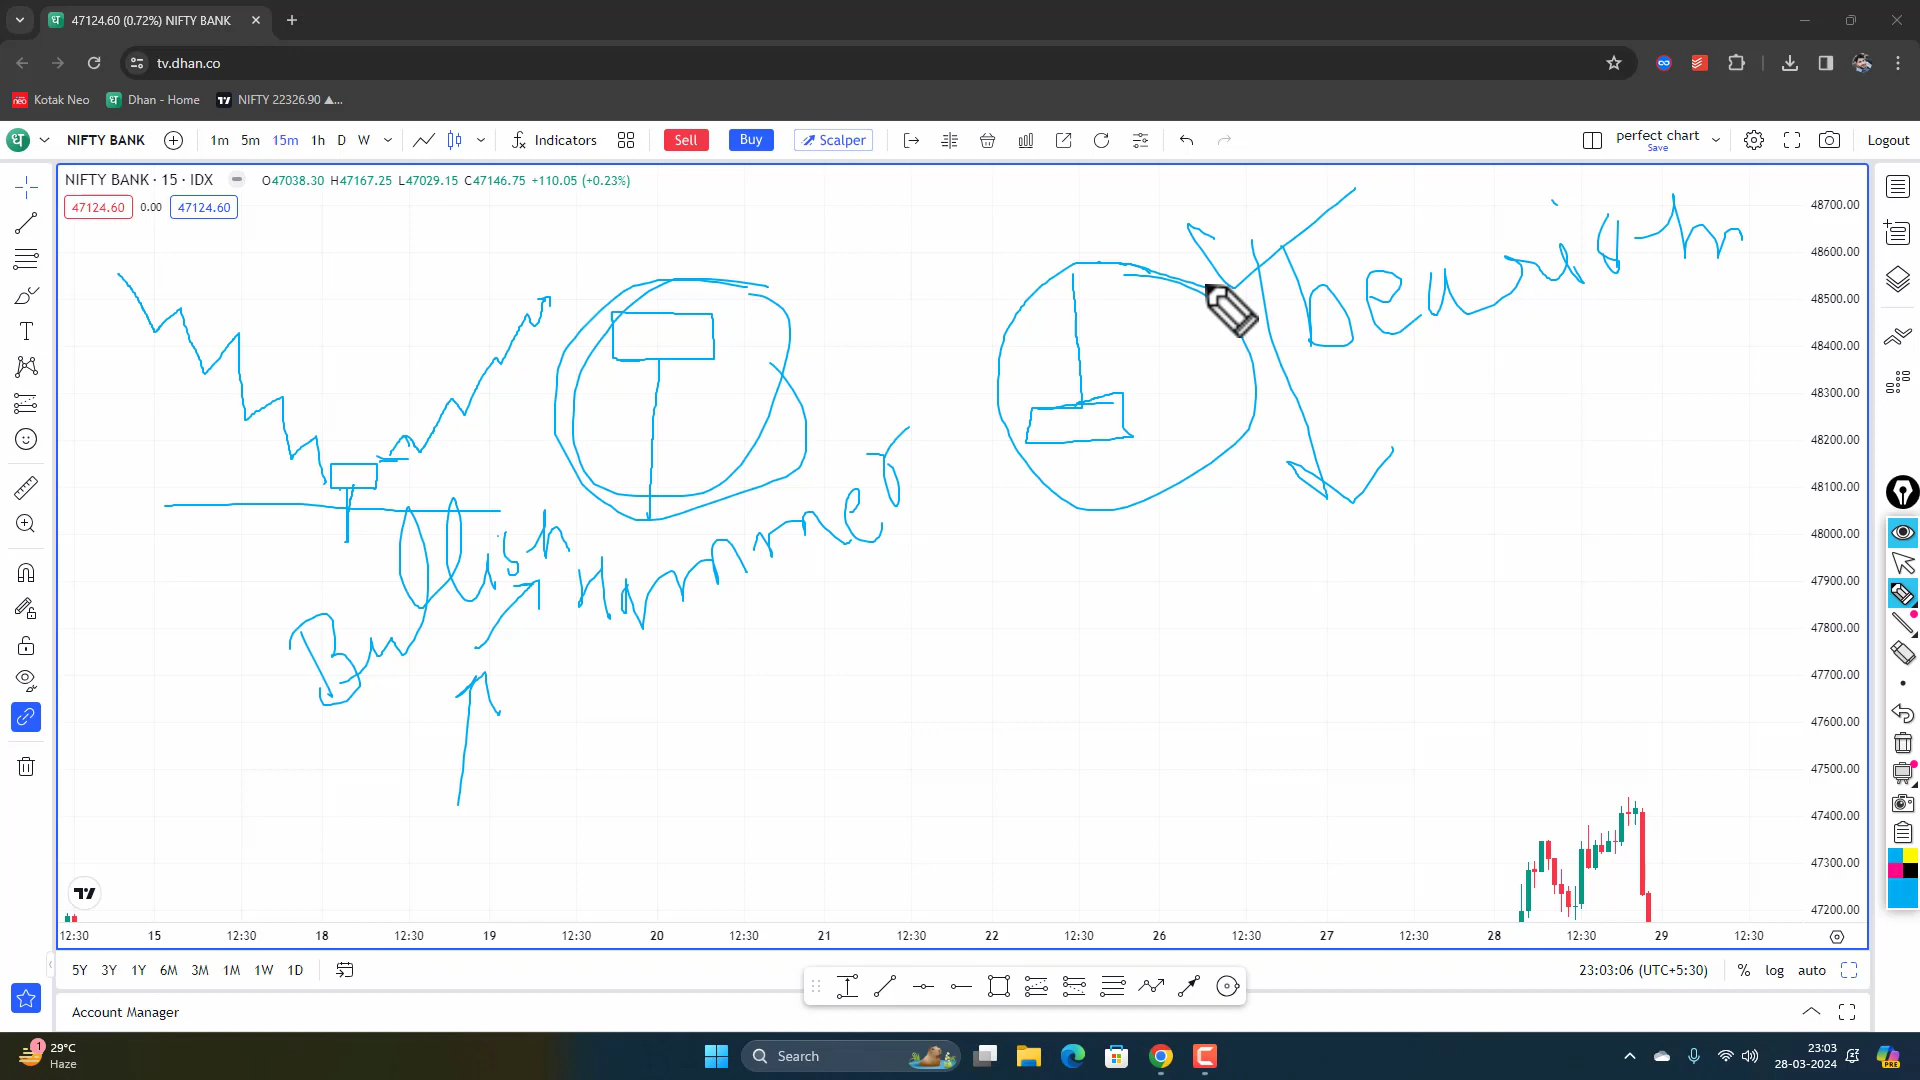 47124.60 (0.72%) NIFTY BANK
tv.dhan.co
neo Kotak Neo
ध Dhan - Home
NIFTY 22326.90 ▲...
ध NIFTY BANK 1m 5m 15m 1h D W Indicators Sell Buy Scalper
perfect chart
Save
Logout
NIFTY BANK · 15 · IDX O47038.30 H47167.25 L47029.15 C47146.75 +110.05 (+0.23%)
47124.60 0.00 47124.60
48700.00
48600.00
48500.00
48400.00
48300.00
48200.00
48100.00
48000.00
47900.00
47800.00
47700.00
47600.00
47500.00
47400.00
47300.00
47200.00
Bullish
Hammer
12:30 15 12:30 18 12:30 19 12:30 20 12:30 21 12:30 22 12:30 26 12:30 27 12:30 28 12:30 29 12:30
5Y 3Y 1Y 6M 3M 1M 1W 1D
23:03:06 (UTC+5:30) % log auto
Account Manager
1
29°C
Haze
Search
23:03
28-03-2024
PRE